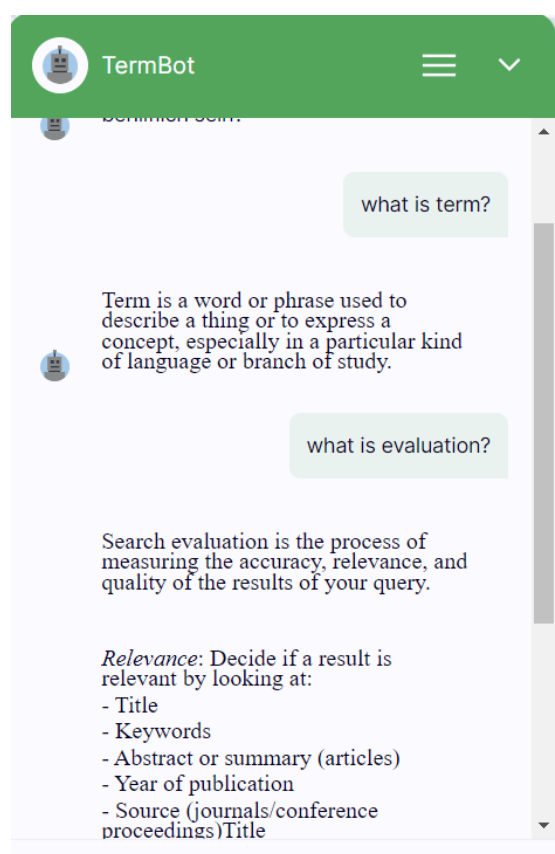 TermBot
what is term?
Term is a word or phrase used to
describe a thing or to express a
concept, especially in a particular kind
of language or branch of study.
what is evaluation?
Search evaluation is the process of
measuring the accuracy, relevance, and
quality of the results of your query.
Relevance: Decide if a result is
relevant by looking at:
- Title
- Keywords
- Abstract or summary (articles)
- Year of publication
- Source (journals/conference
proceedings)Title